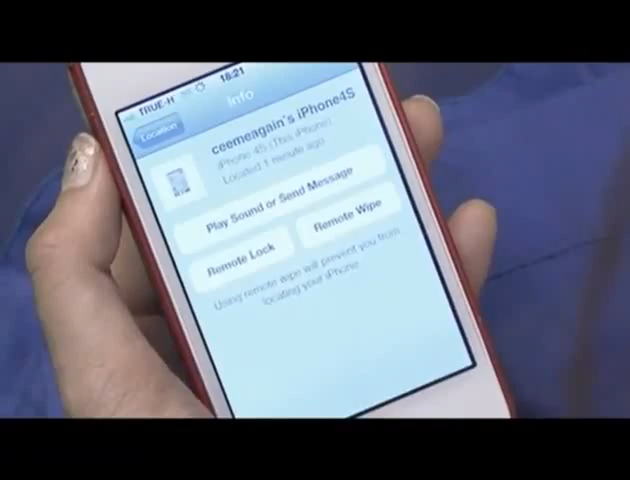 TRUE-H 18:21
Info
Location
ceemeagain's iPhone4S
iPhone 4S (This iPhone)
Located 1 minute ago
Play Sound or Send Message
Remote Lock
Remote Wipe
Using remote wipe will prevent you from
locating your iPhone